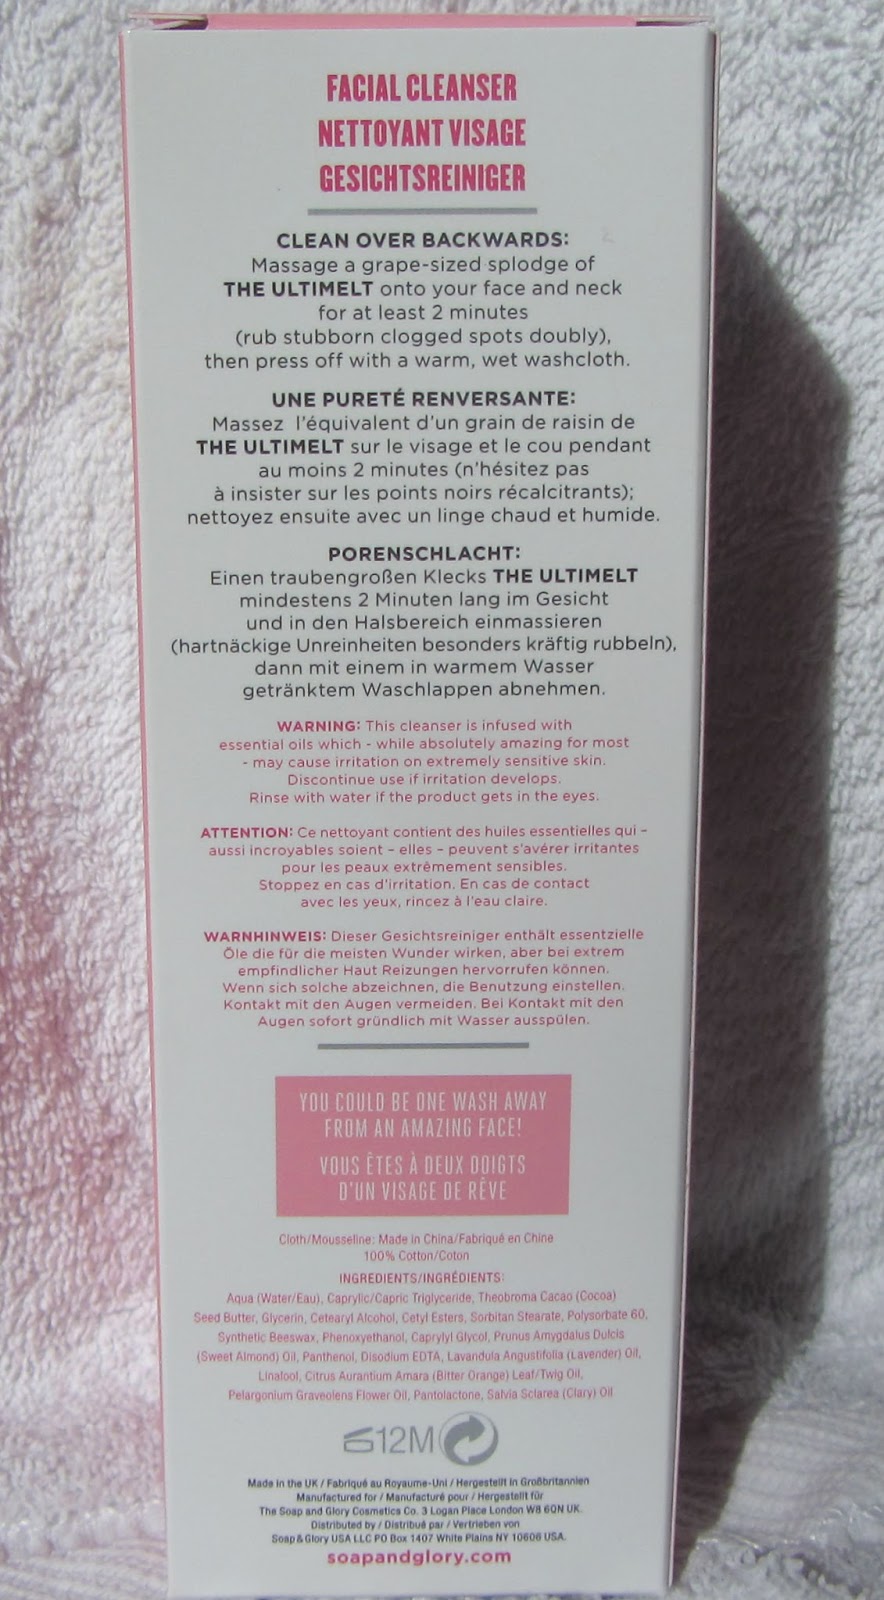 FACIAL CLEANSER
NETTOYANT VISAGE
GESICHTSREINIGER
CLEAN OVER BACKWARDS:
Massage a grape-sized splodge of
THE ULTIMELT onto your face and neck
for at least 2 minutes
(rub stubborn clogged spots doubly),
then press off with a warm, wet washcloth.
UNE PURETÉ RENVERSANTE:
Massez l'équivalent d'un grain de raisin de
THE ULTIMELT sur le visage et le cou pendant
au moins 2 minutes (n'hésitez pas
à insister sur les points noirs récalcitrants);
nettoyez ensuite avec un linge chaud et humide.
PORENSCHLACHT:
Einen traubengroßen Klecks THE ULTIMELT
mindestens 2 Minuten lang im Gesicht
und in den Halsbereich einmassieren
(hartnäckige Unreinheiten besonders kräftig rubbeln),
dann mit einem in warmem Wasser
getränktem Waschlappen abnehmen.
WARNING: This cleanser is infused with
essential oils which - while absolutely amazing for most
- may cause irritation on extremely sensitive skin.
Discontinue use if irritation develops.
Rinse with water if the product gets in the eyes.
ATTENTION: Ce nettoyant contient des huiles essentielles qui –
aussi incroyables soient – elles – peuvent s'avérer irritantes
pour les peaux extrêmement sensibles.
Stoppez en cas d'irritation. En cas de contact
avec les yeux, rincez à l'eau claire.
WARNHINWEIS: Dieser Gesichtsreiniger enthält essentzielle
Öle die für die meisten Wunder wirken, aber bei extrem
empfindlicher Haut Reizungen hervorrufen können.
Wenn sich solche abzeichnen, die Benutzung einstellen.
Kontakt mit den Augen vermeiden. Bei Kontakt mit den
Augen sofort gründlich mit Wasser ausspülen.
YOU COULD BE ONE WASH AWAY
FROM AN AMAZING FACE!
VOUS ÊTES À DEUX DOIGTS
D'UN VISAGE DE RÊVE
Cloth/Mousseline: Made in China/Fabriqué en Chine
100% Cotton/Coton
INGREDIENTS/INGRÉDIENTS:
Aqua (Water/Eau), Caprylic/Capric Triglyceride, Theobroma Cacao (Cocoa)
Seed Butter, Glycerin, Cetearyl Alcohol, Cetyl Esters, Sorbitan Stearate, Polysorbate 60,
Synthetic Beeswax, Phenoxyethanol, Caprylyl Glycol, Prunus Amygdalus Dulcis
(Sweet Almond) Oil, Panthenol, Disodium EDTA, Lavandula Angustifolia (Lavender) Oil,
Linalool, Citrus Aurantium Amara (Bitter Orange) Leaf/Twig Oil,
Pelargonium Graveolens Flower Oil, Pantolactone, Salvia Sclarea (Clary) Oil
12M
Made in the UK / Fabriqué au Royaume-Uni / Hergestellt in Großbritannien
Manufactured for / Manufacturé pour / Hergestellt für
The Soap and Glory Cosmetics Co. 3 Logan Place London W8 6QN UK.
Distributed by / Distribué par / Vertrieben von
Soap & Glory USA LLC PO Box 1407 White Plains NY 10606 USA.
soapandglory.com